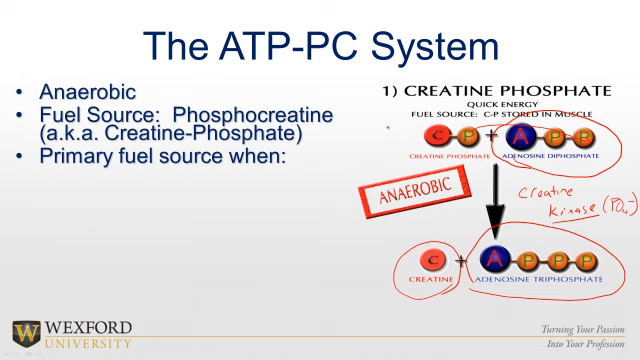 The ATP-PC System
• Anaerobic
• Fuel Source: Phosphocreatine
(a.k.a. Creatine-Phosphate)
• Primary fuel source when:
1) CREATINE PHOSPHATE
QUICK ENERGY
FUEL SOURCE: C-P STORED IN MUSCLE
C P + A P P
CREATINE PHOSPHATE ADENOSINE DIPHOSPHATE
ANAEROBIC
Creatine
Kinase (PO4-)
C + A P P P
CREATINE ADENOSINE TRIPHOSPHATE
W WEXFORD
UNIVERSITY
Turning Your Passion
Into Your Profession